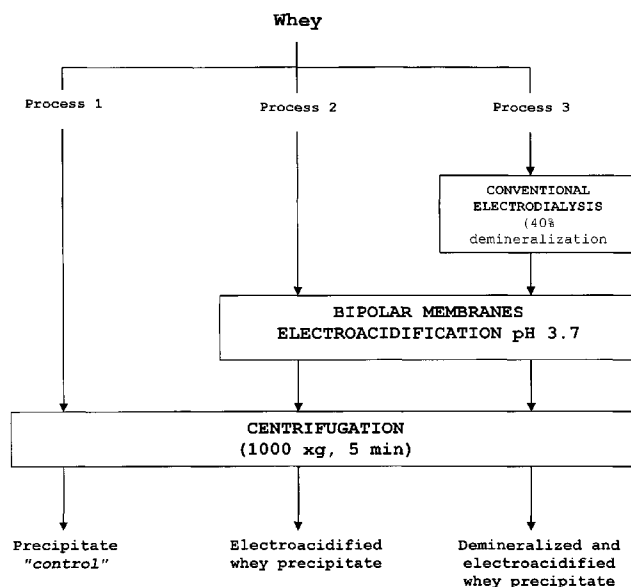 Whey
Process 1
Process 2
Process 3
CONVENTIONAL
ELECTRODIALYSIS
(40%
demineralization
BIPOLAR MEMBRANES
ELECTROACIDIFICATION pH 3.7
CENTRIFUGATION
(1000 xg, 5 min)
Precipitate
"control"
Electroacidified
whey precipitate
Demineralized and
electroacidified
whey precipitate